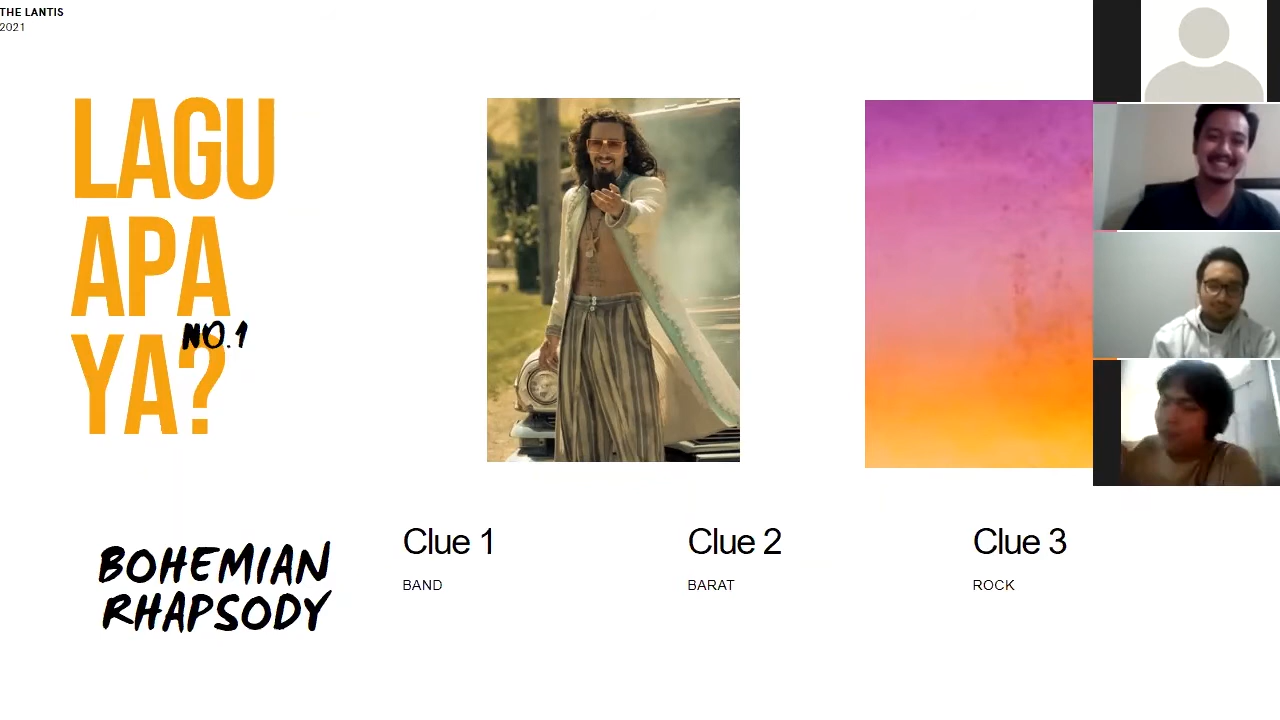 THE LANTIS
2021
LAGU
APA
NO.1
YA?
BOHEMIAN
RHAPSODY
Clue 1
BAND
Clue 2
BARAT
Clue 3
ROCK